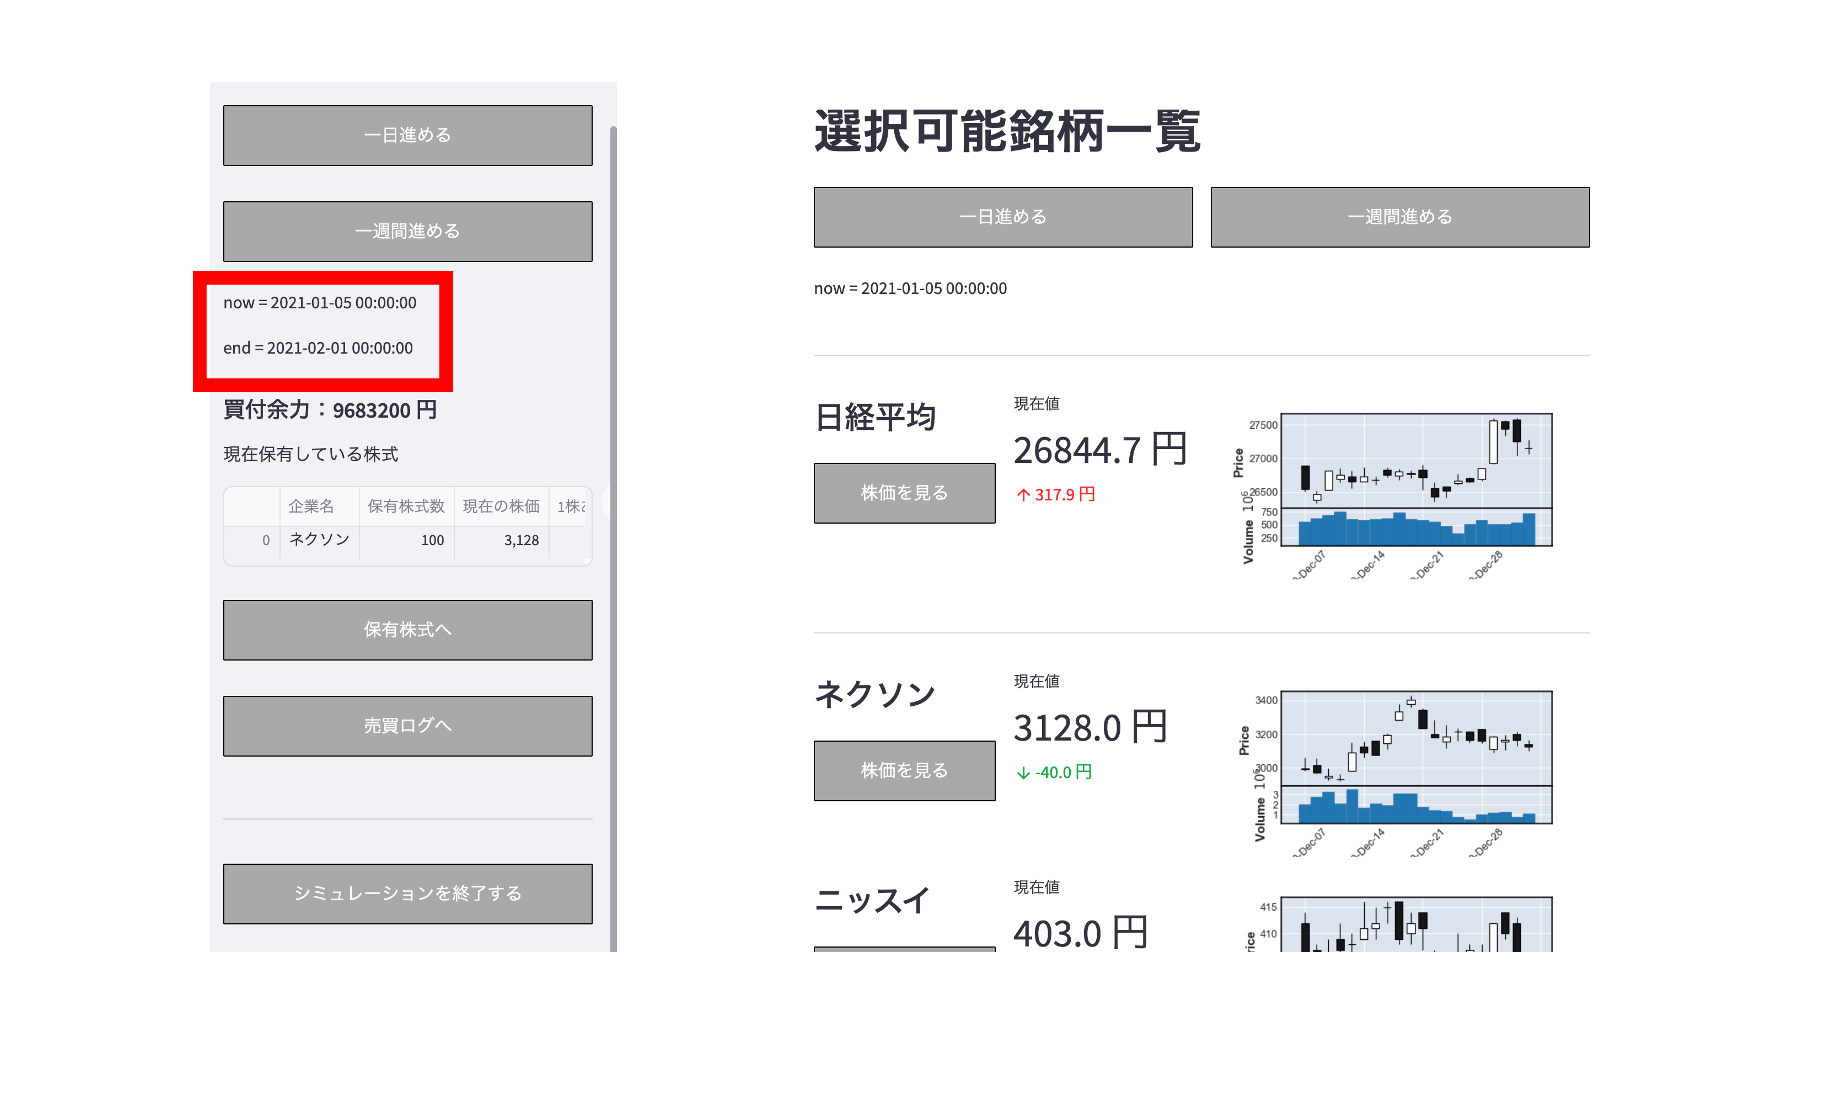 一日進める
一週間進める
now = 2021-01-05 00:00:00
end = 2021-02-01 00:00:00
買付余力：9683200 円
現在保有している株式
企業名 保有株式数 現在の株価 1株
0 ネクソン 100 3,128
保有株式へ
売買ログへ
シミュレーションを終了する
選択可能銘柄一覧
一日進める 一週間進める
now = 2021-01-05 00:00:00
日経平均
株価を見る
現在値
26844.7 円
↑ 317.9 円
Price
27500
27000
26500
Volume 10^6
750
500
250
-Dec-07 -Dec-14 -Dec-21 -Dec-28
ネクソン
株価を見る
現在値
3128.0 円
↓ -40.0 円
Price
3400
3200
3000
Volume 10^6
3
2
1
-Dec-07 -Dec-14 -Dec-21 -Dec-28
ニッスイ
現在値
403.0 円
415
410
rice